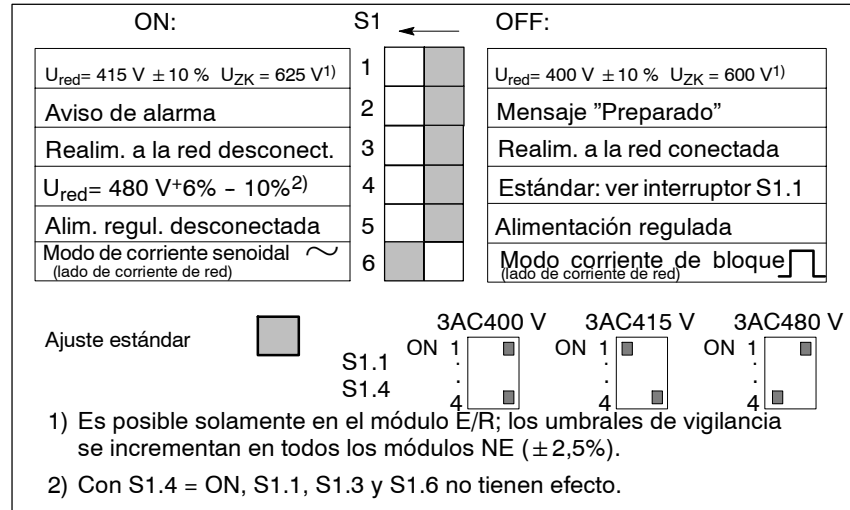 ON: S1 OFF:
U_red= 415 V ±10 % U_ZK = 625 V1) 1 U_red= 400 V ±10 % U_ZK = 600 V1)
Aviso de alarma 2 Mensaje ”Preparado”
Realim. a la red desconect. 3 Realim. a la red conectada
U_red= 480 V+6% – 10%2) 4 Estándar: ver interruptor S1.1
Alim. regul. desconectada 5 Alimentación regulada
Modo de corriente senoidal 6 Modo corriente de bloque
(lado de corriente de red) (lado de corriente de red)
3AC400 V 3AC415 V 3AC480 V
Ajuste estándar
ON 1 ON 1 ON 1
S1.1 . . .
S1.4 . . .
4 4 4
1) Es posible solamente en el módulo E/R; los umbrales de vigilancia
se incrementan en todos los módulos NE (±2,5%).
2) Con S1.4 = ON, S1.1, S1.3 y S1.6 no tienen efecto.